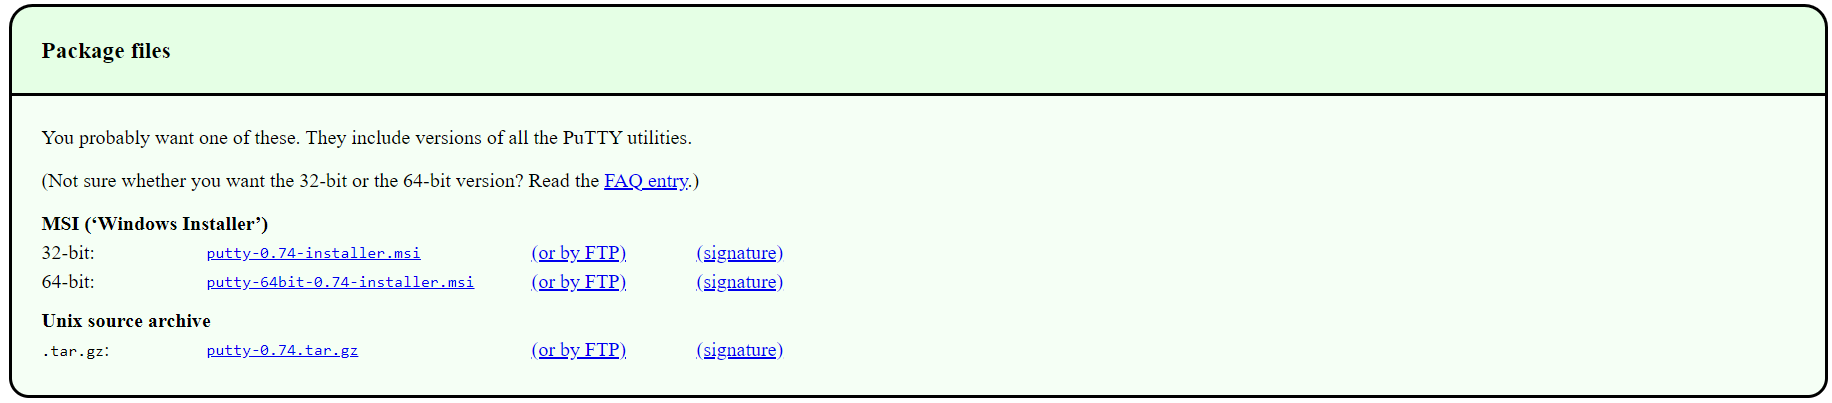 Package files
You probably want one of these. They include versions of all the PuTTY utilities.
(Not sure whether you want the 32-bit or the 64-bit version? Read the FAQ entry.)
MSI (‘Windows Installer’)
32-bit: putty-0.74-installer.msi (or by FTP) (signature)
64-bit: putty-64bit-0.74-installer.msi (or by FTP) (signature)
Unix source archive
.tar.gz: putty-0.74.tar.gz (or by FTP) (signature)